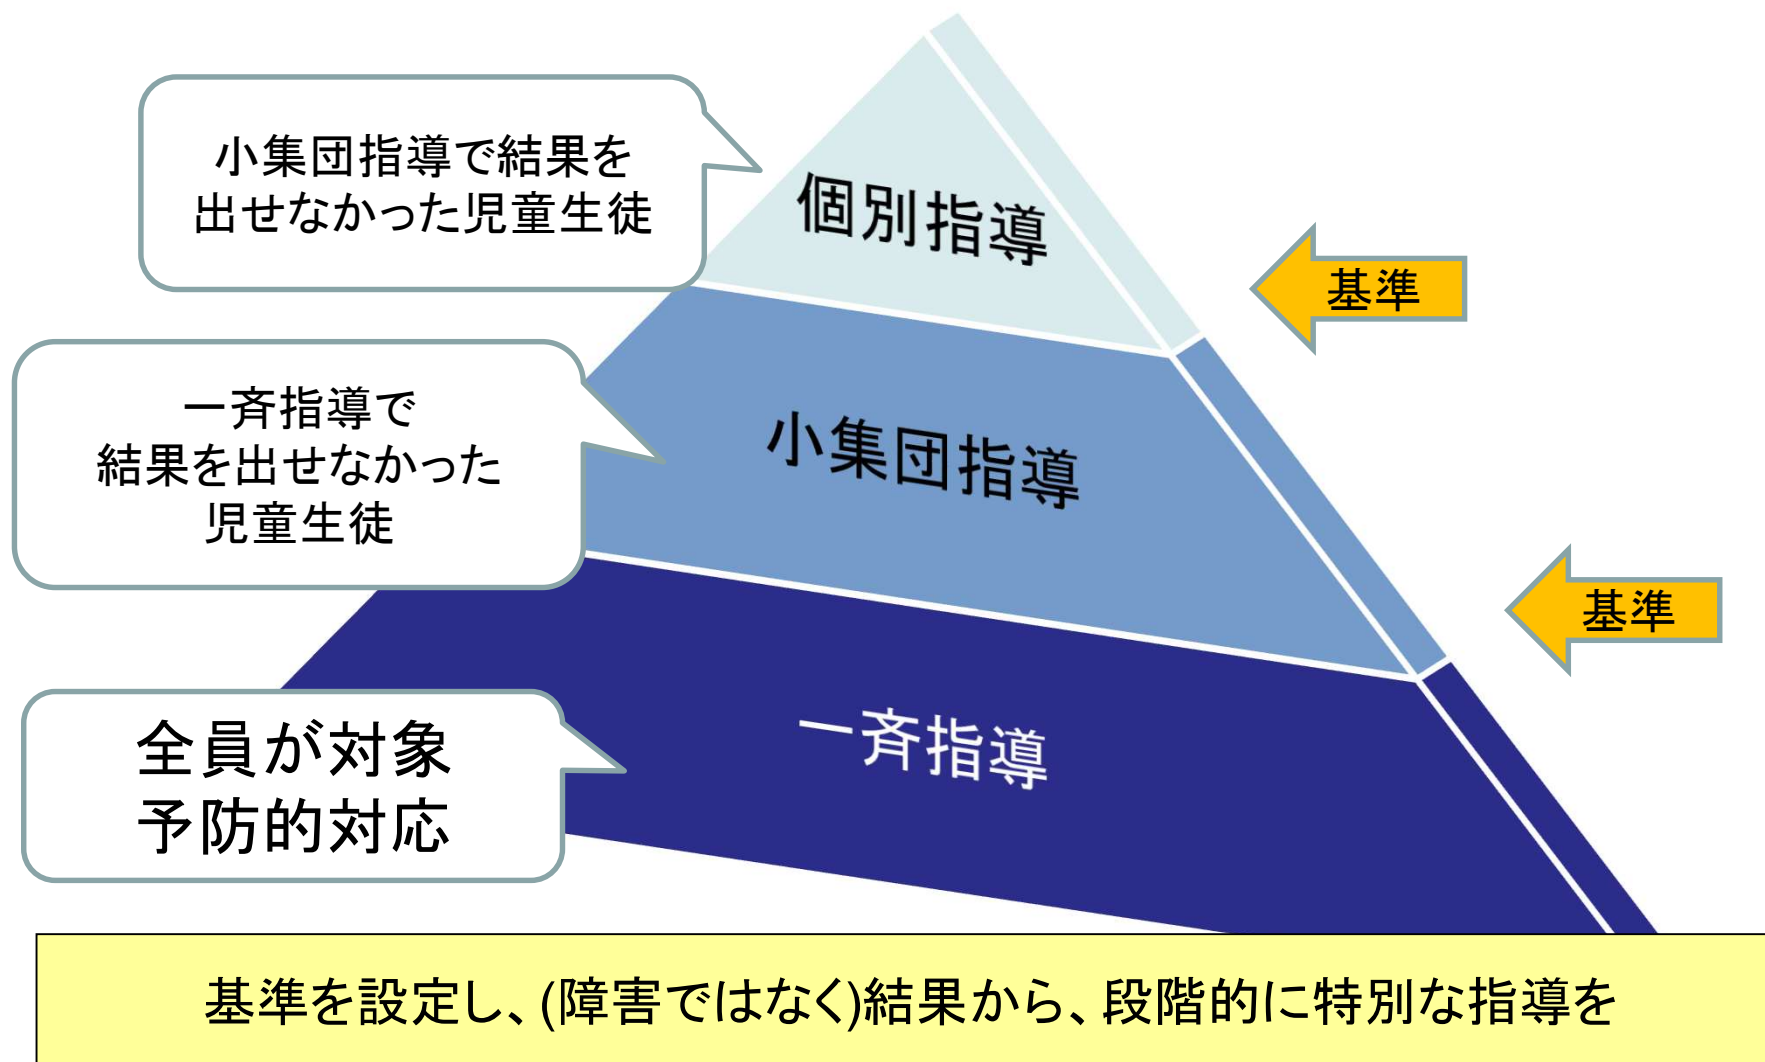 小集団指導で結果を
出せなかった児童生徒
個別指導
基準
一斉指導で
結果を出せなかった
児童生徒
小集団指導
基準
全員が対象
予防的対応
一斉指導
基準を設定し、(障害ではなく)結果から、段階的に特別な指導を